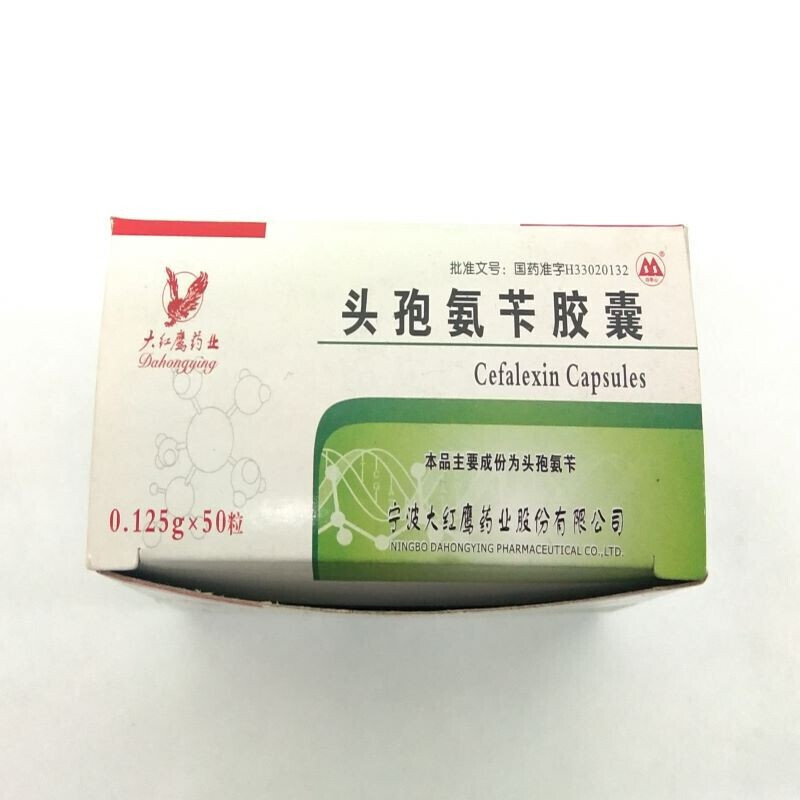 批准文号：国药准字H33020132
大红鹰药业
Dahongying
头孢氨苄胶囊
Cefalexin Capsules
本品主要成份为头孢氨苄
0.125g×50粒
宁波大红鹰药业股份有限公司
NINGBO DAHONGYING PHARMACEUTICAL CO.,LTD.